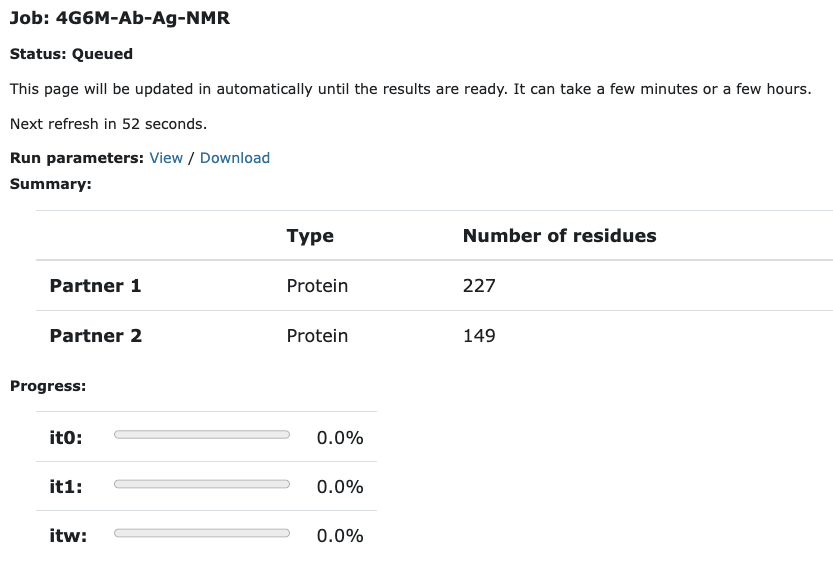 Job: 4G6M-Ab-Ag-NMR
Status: Queued
This page will be updated in automatically until the results are ready. It can take a few minutes or a few hours.
Next refresh in 52 seconds.
Run parameters: View / Download
Summary:
Type Number of residues
Partner 1 Protein 227
Partner 2 Protein 149
Progress:
it0: 0.0%
it1: 0.0%
itw: 0.0%